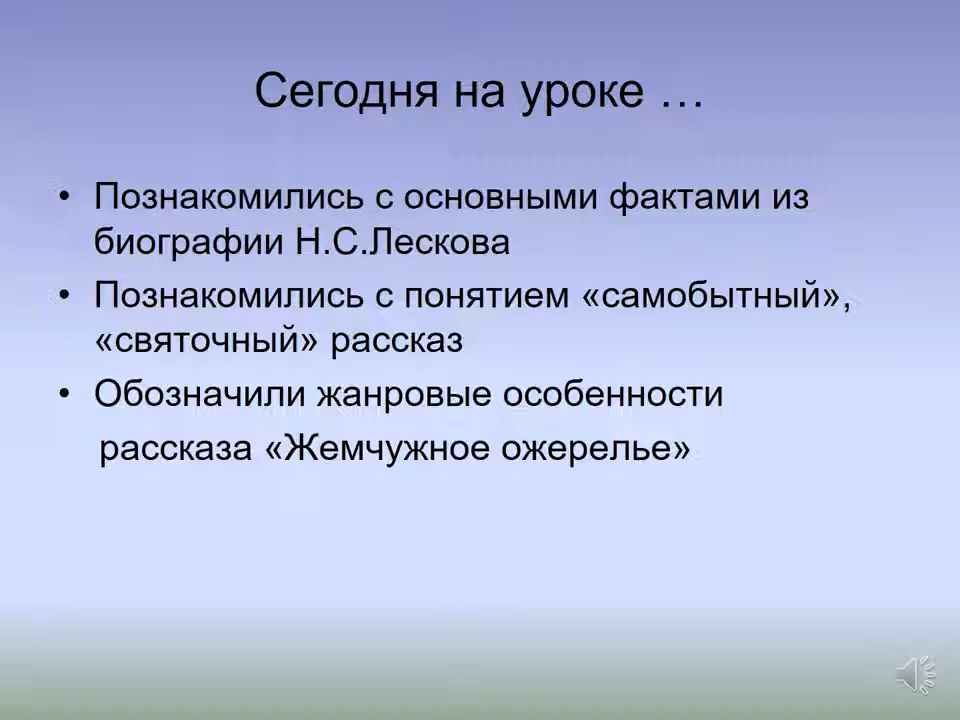 Сегодня на уроке …
• Познакомились с основными фактами из
биографии Н.С.Лескова
• Познакомились с понятием «самобытный»,
«святочный» рассказ
• Обозначили жанровые особенности
рассказа «Жемчужное ожерелье»